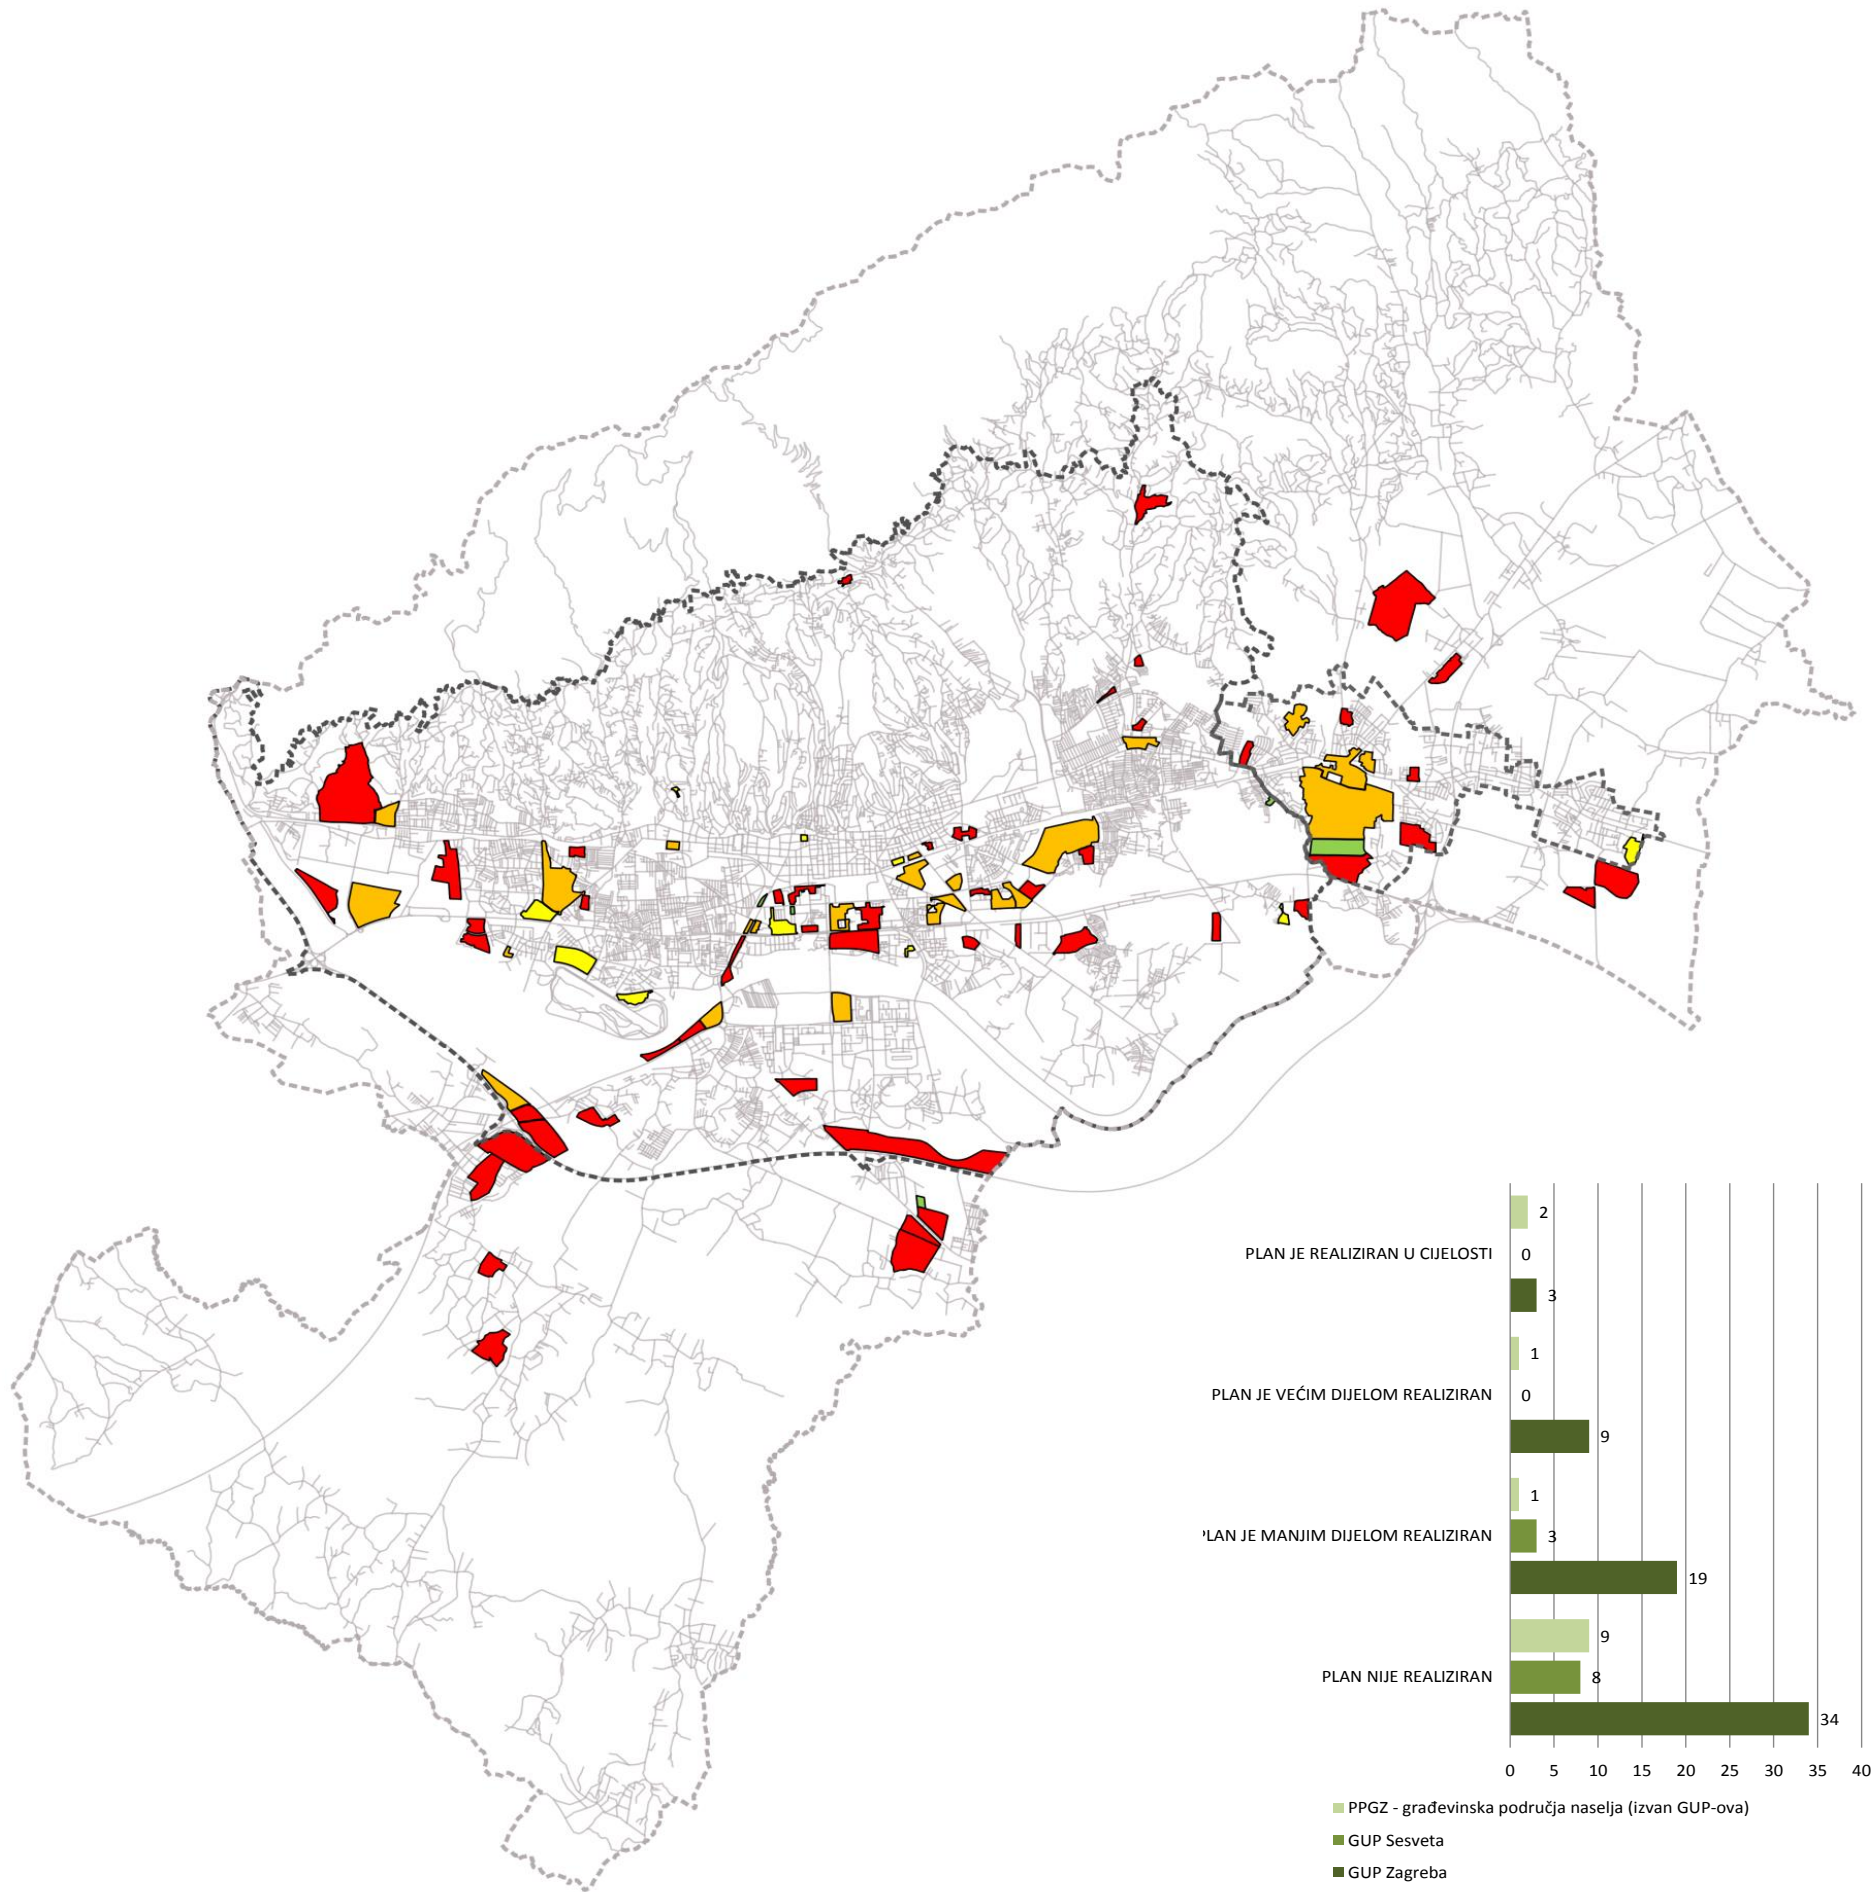 2
PLAN JE REALIZIRAN U CIJELOSTI 0
3
1
PLAN JE VEĆIM DIJELOM REALIZIRAN 0
9
1
PLAN JE MANJIM DIJELOM REALIZIRAN 3
19
9
PLAN NIJE REALIZIRAN 8
34
0 5 10 15 20 25 30 35 40
PPGZ - građevinska područja naselja (izvan GUP-ova)
GUP Sesveta
GUP Zagreba